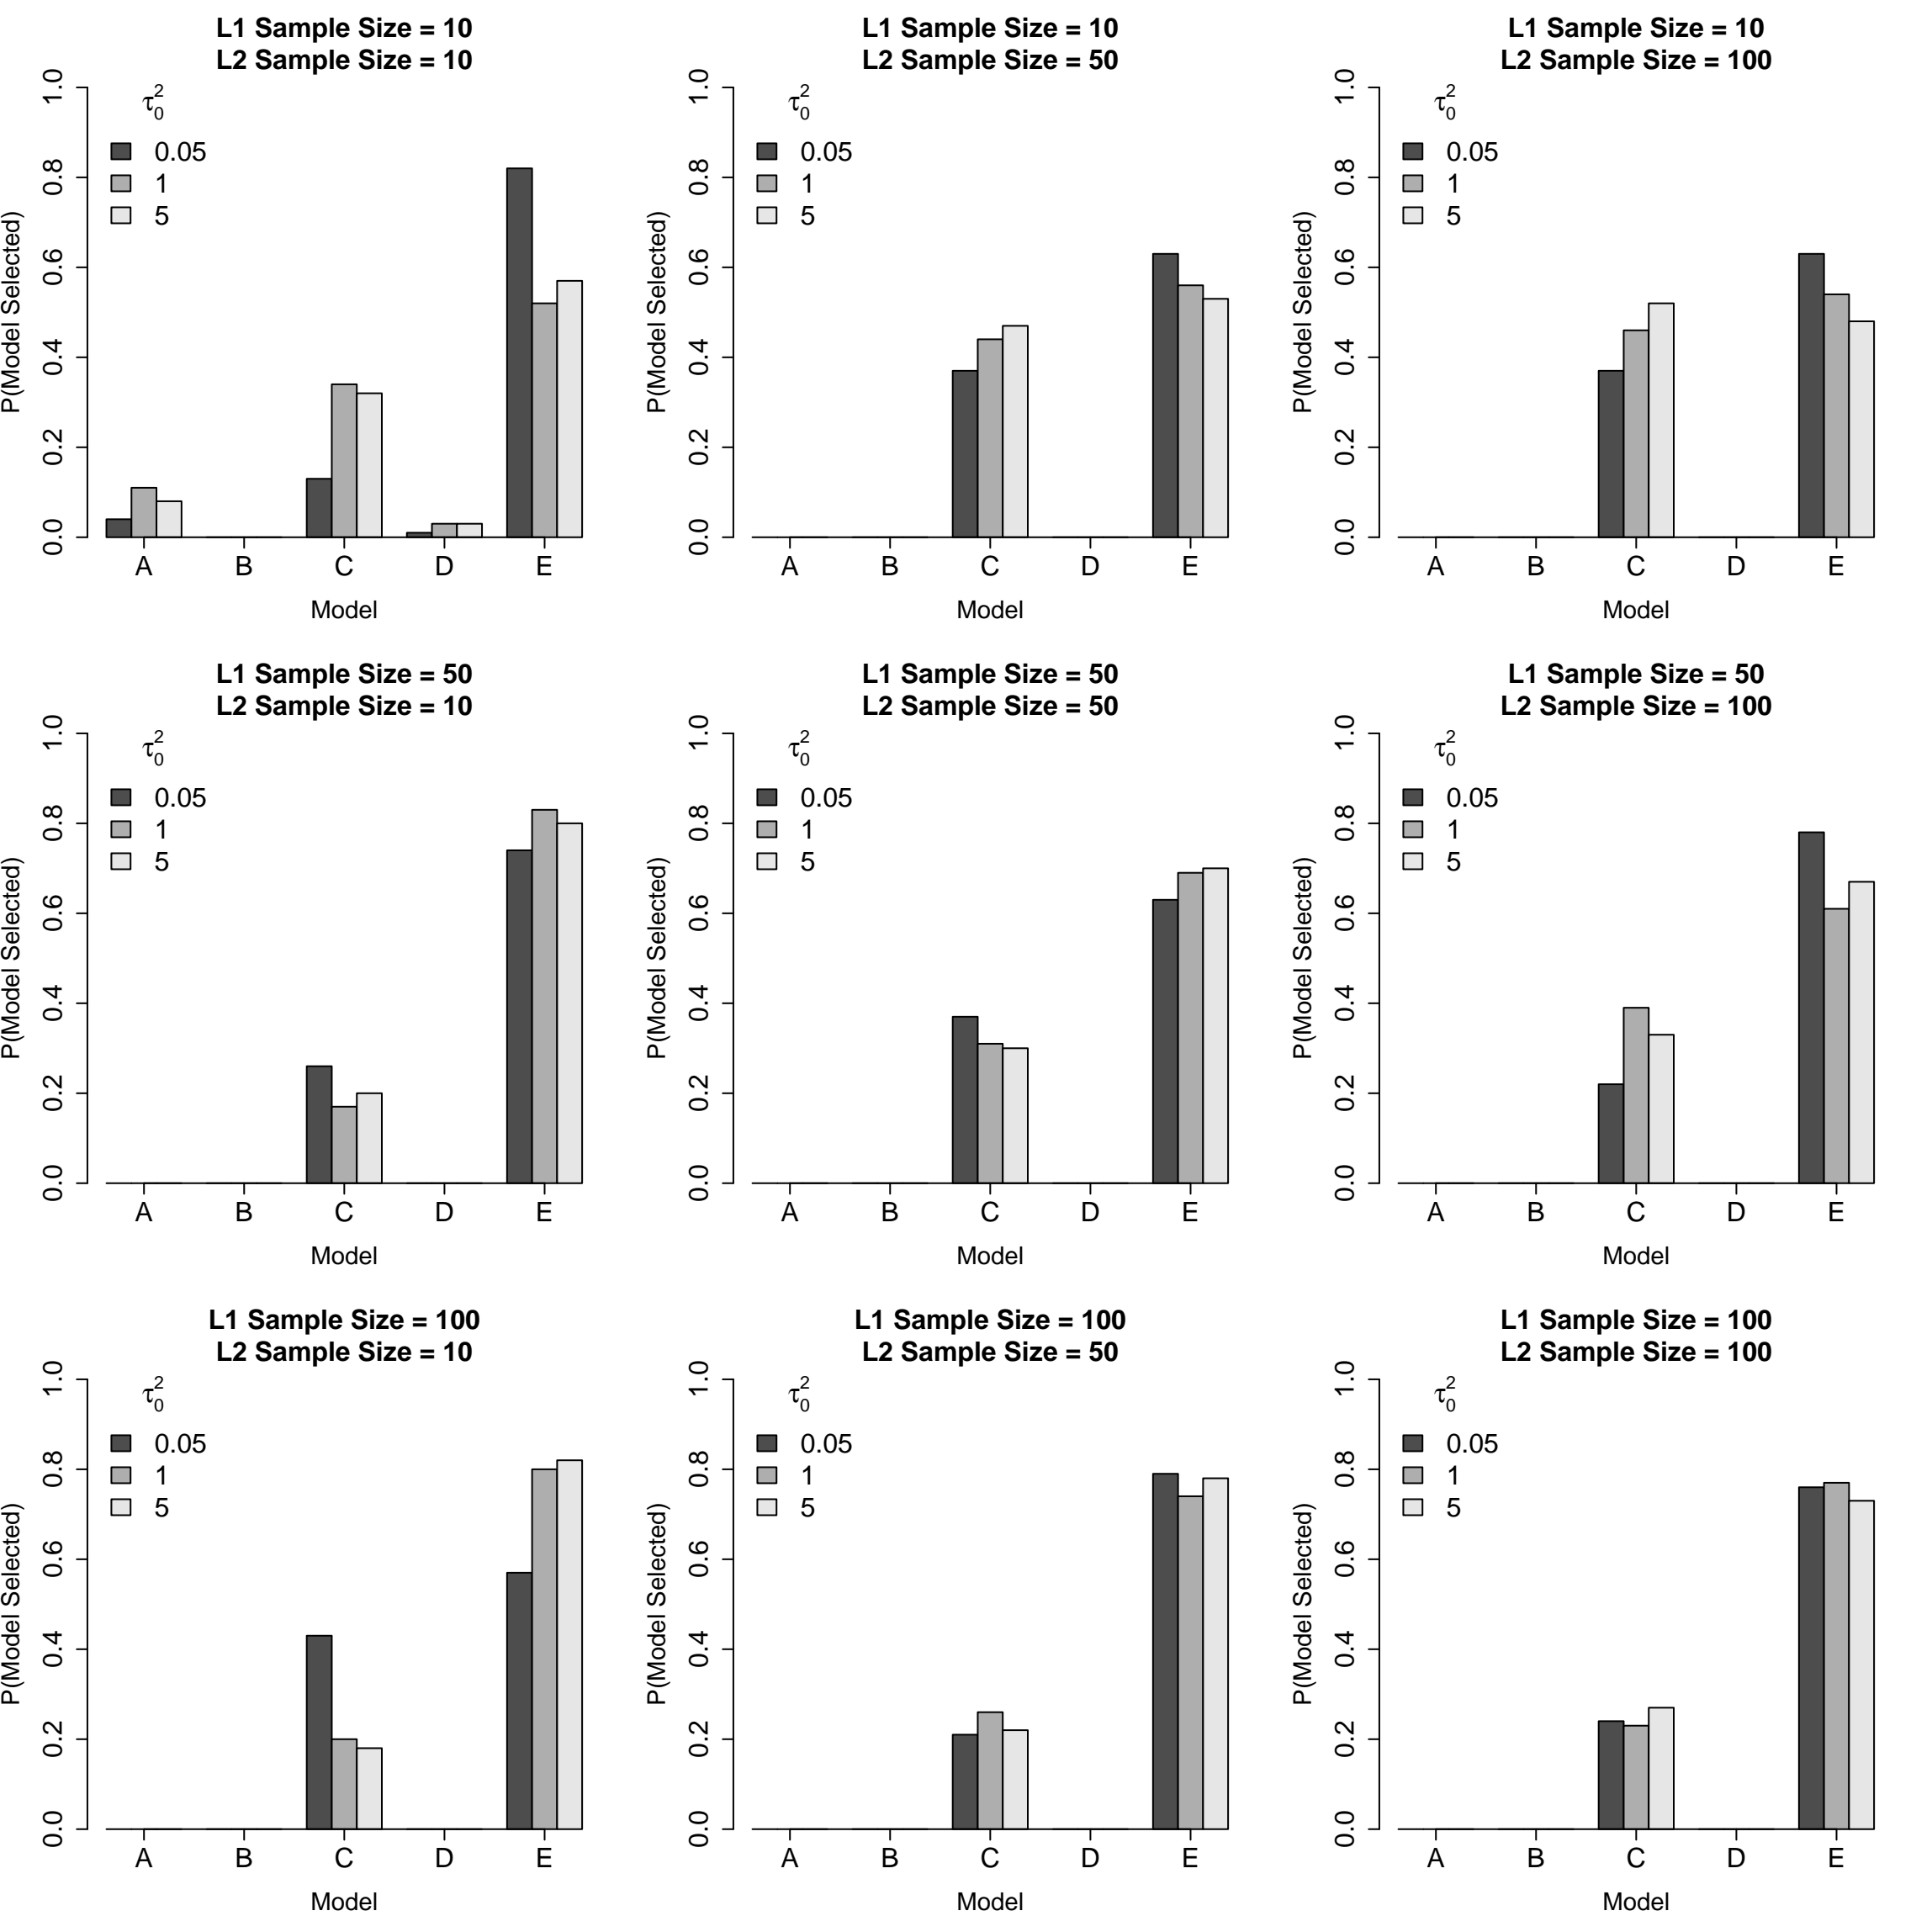 L1 Sample Size = 10
L2 Sample Size = 10
τ₀²
0.05
1
5
P(Model Selected)
0.0 0.2 0.4 0.6 0.8 1.0
A B C D E
Model
L1 Sample Size = 10
L2 Sample Size = 50
τ₀²
0.05
1
5
P(Model Selected)
0.0 0.2 0.4 0.6 0.8 1.0
A B C D E
Model
L1 Sample Size = 10
L2 Sample Size = 100
τ₀²
0.05
1
5
P(Model Selected)
0.0 0.2 0.4 0.6 0.8 1.0
A B C D E
Model
L1 Sample Size = 50
L2 Sample Size = 10
τ₀²
0.05
1
5
P(Model Selected)
0.0 0.2 0.4 0.6 0.8 1.0
A B C D E
Model
L1 Sample Size = 50
L2 Sample Size = 50
τ₀²
0.05
1
5
P(Model Selected)
0.0 0.2 0.4 0.6 0.8 1.0
A B C D E
Model
L1 Sample Size = 50
L2 Sample Size = 100
τ₀²
0.05
1
5
P(Model Selected)
0.0 0.2 0.4 0.6 0.8 1.0
A B C D E
Model
L1 Sample Size = 100
L2 Sample Size = 10
τ₀²
0.05
1
5
P(Model Selected)
0.0 0.2 0.4 0.6 0.8 1.0
A B C D E
Model
L1 Sample Size = 100
L2 Sample Size = 50
τ₀²
0.05
1
5
P(Model Selected)
0.0 0.2 0.4 0.6 0.8 1.0
A B C D E
Model
L1 Sample Size = 100
L2 Sample Size = 100
τ₀²
0.05
1
5
P(Model Selected)
0.0 0.2 0.4 0.6 0.8 1.0
A B C D E
Model